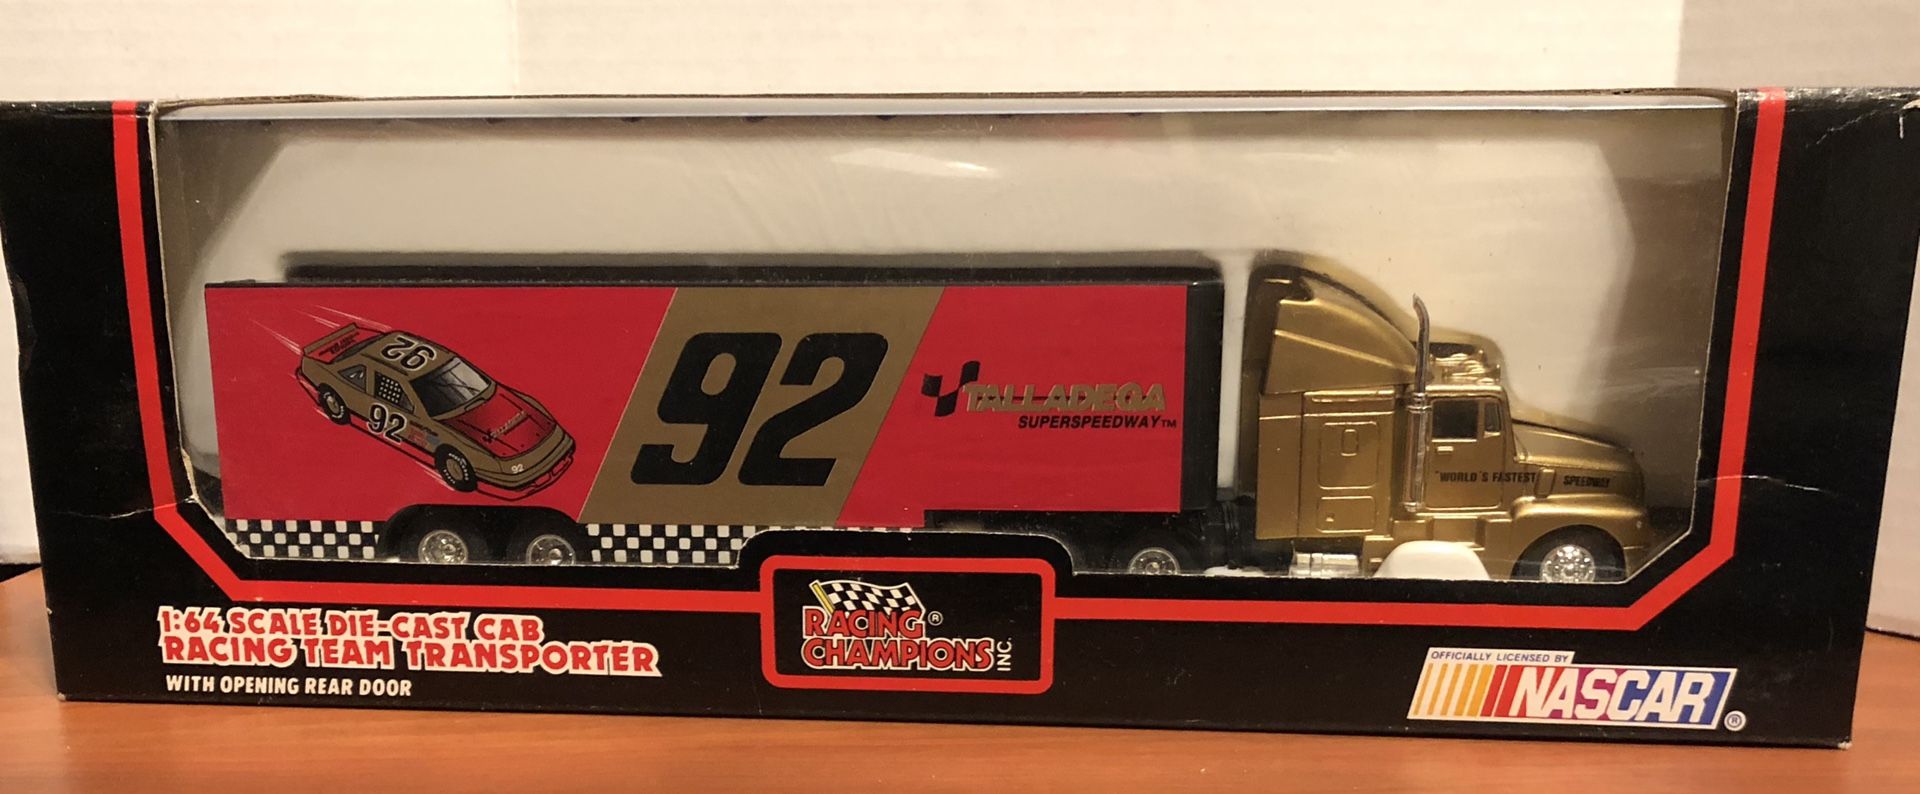 92
92
92
92
TALLADEGA
SUPERSPEEDWAY™
"WORLD'S FASTEST SPEEDWAY
1:64 SCALE DIE-CAST CAB
RACING TEAM TRANSPORTER
WITH OPENING REAR DOOR
RACING®
CHAMPIONS INC.
OFFICIALLY LICENSED BY
NASCAR®